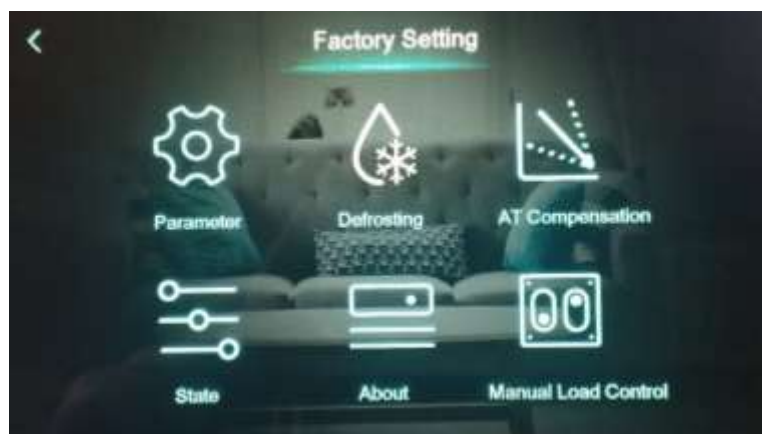 Factory Setting
Parameter
Defrosting
AT Compensation
State
About
Manual Load Control